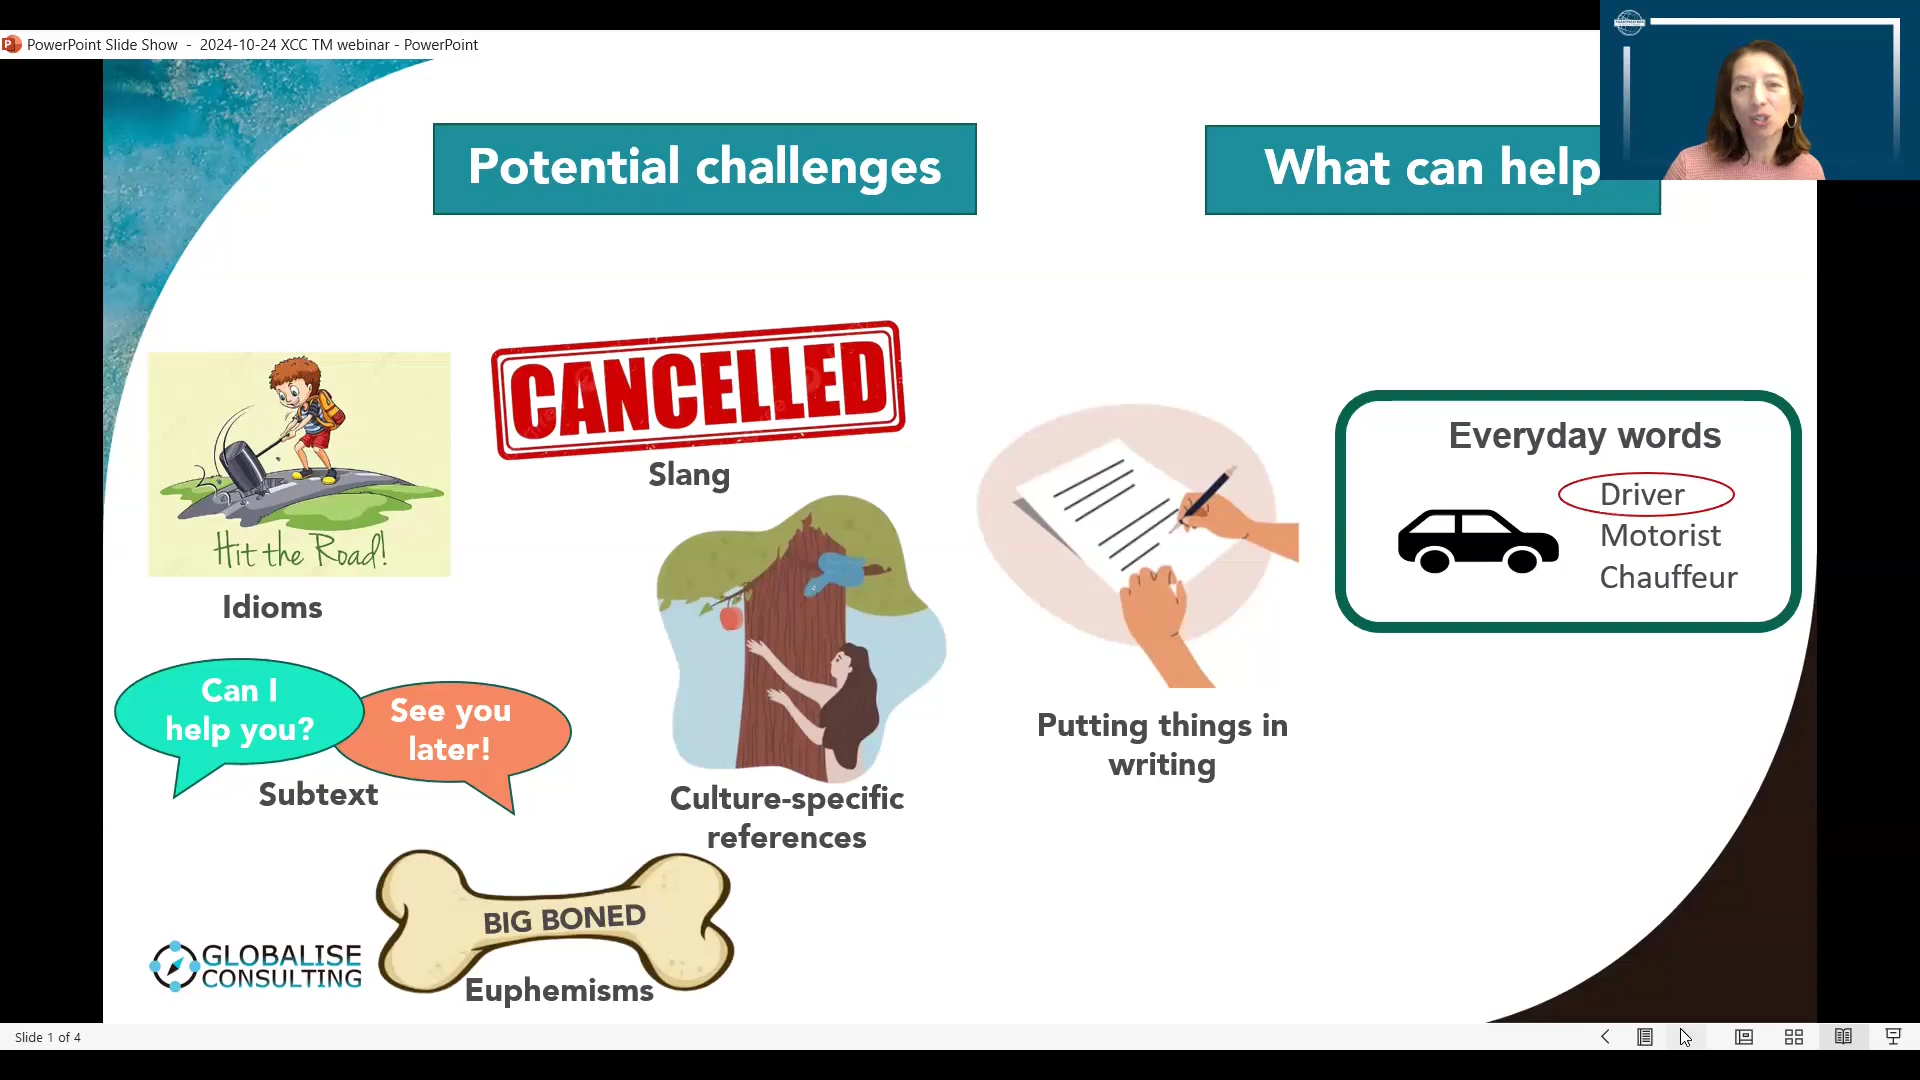 PowerPoint Slide Show - 2024-10-24 XCC TM webinar - PowerPoint
Potential challenges
What can help
Hit the Road!
Idioms
CANCELLED
Slang
Can I
help you?
See you
later!
Subtext
Culture-specific
references
BIG BONED
Euphemisms
Putting things in
writing
Everyday words
Driver
Motorist
Chauffeur
GLOBALISE
CONSULTING
Slide 1 of 4